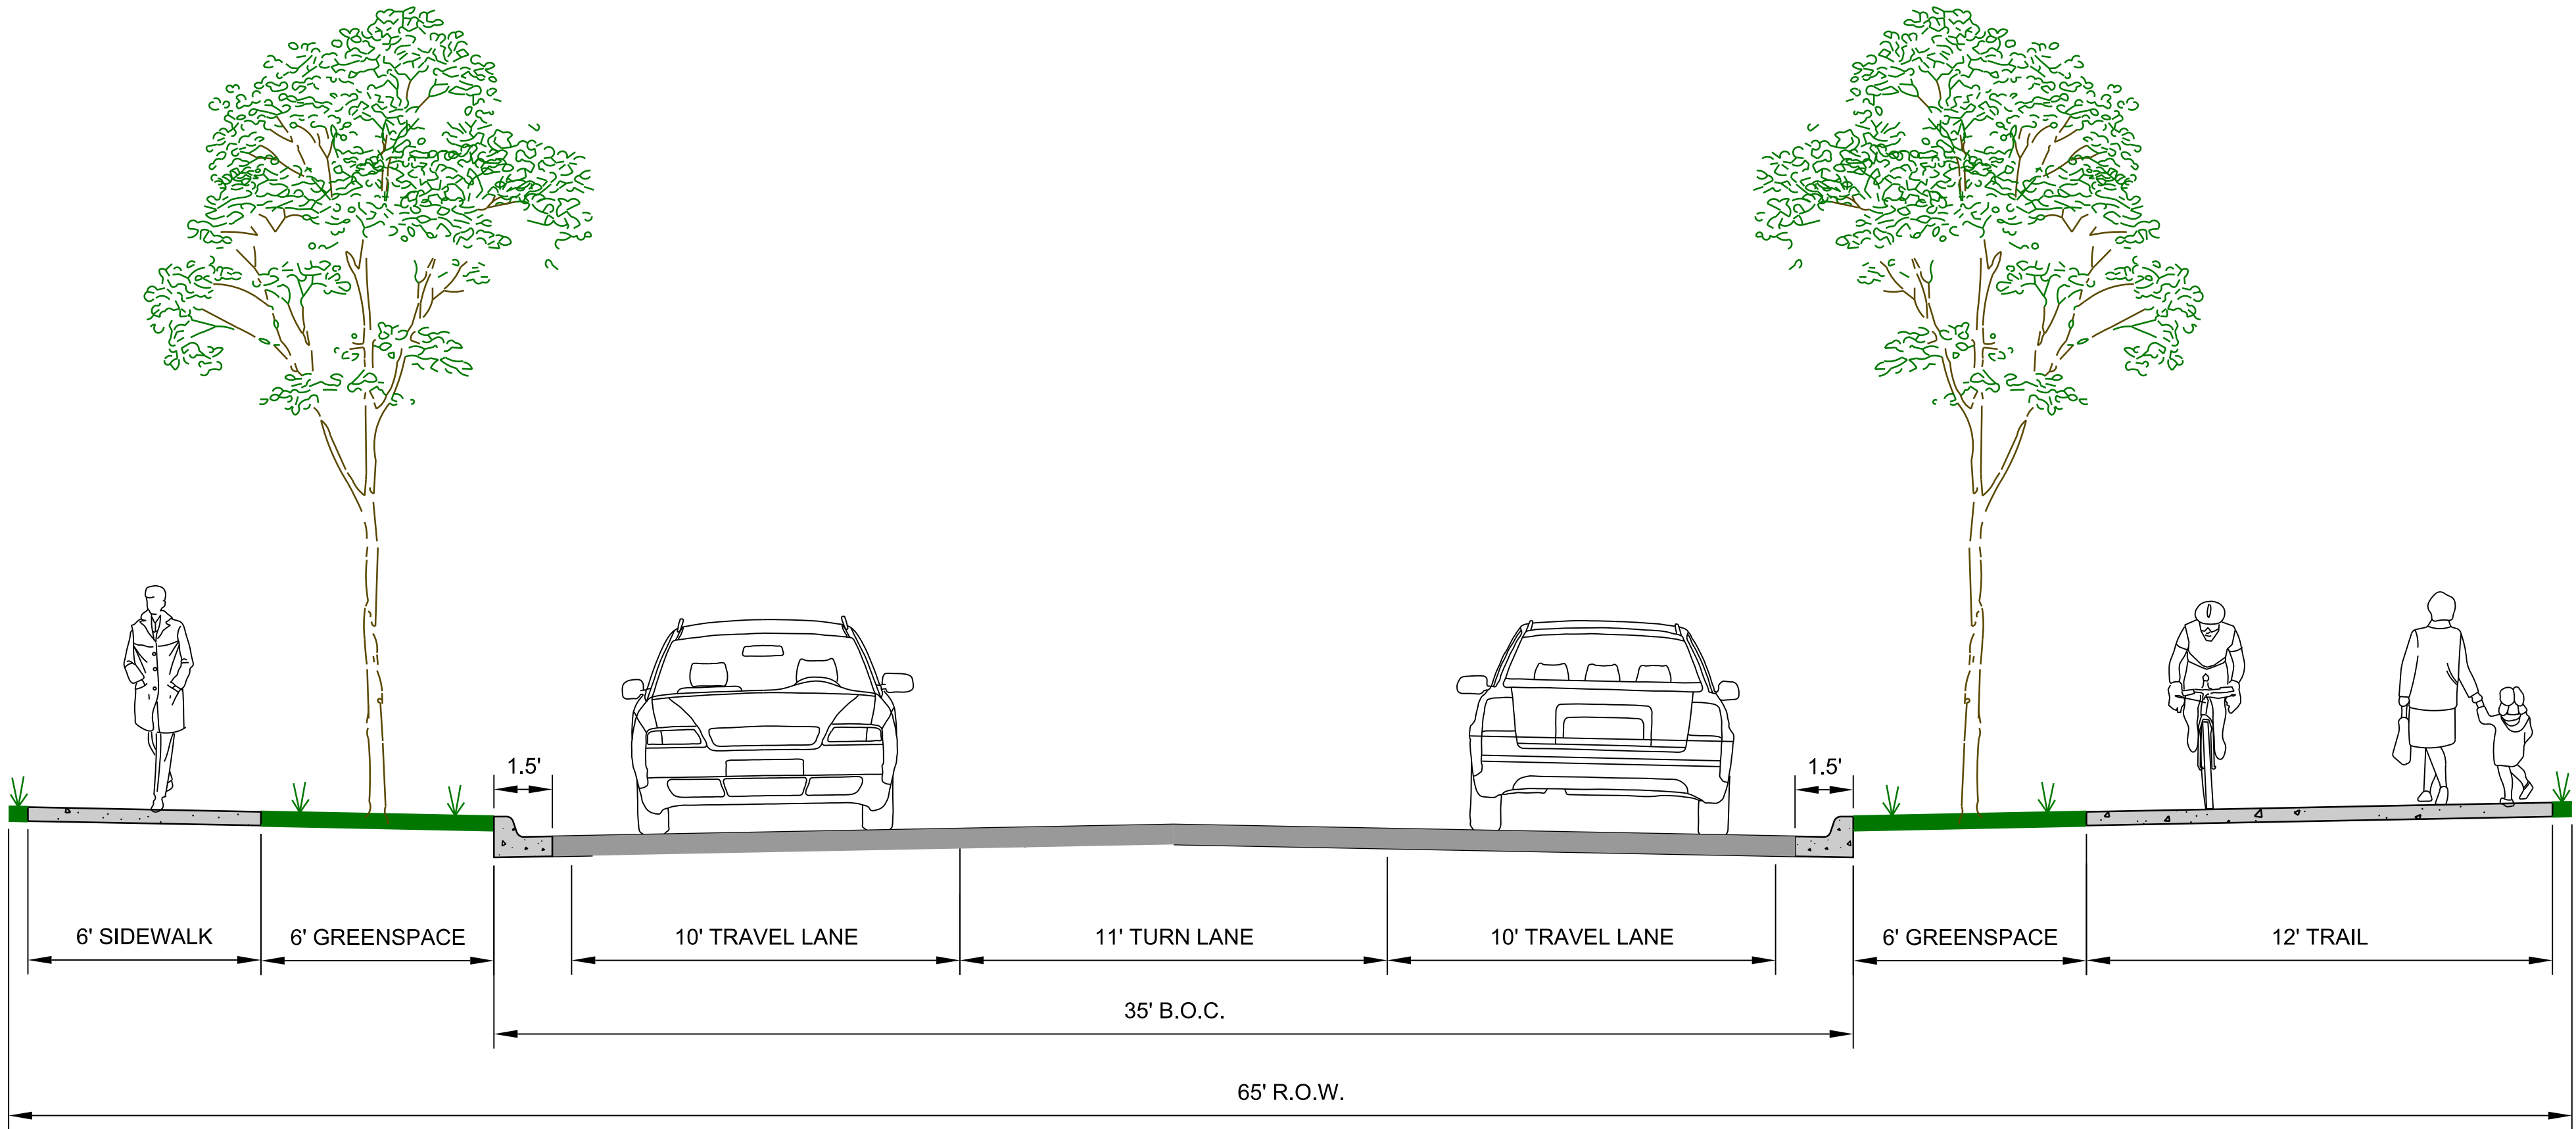 1.5'
1.5'
6' SIDEWALK
6' GREENSPACE
10' TRAVEL LANE
11' TURN LANE
10' TRAVEL LANE
6' GREENSPACE
12' TRAIL
35' B.O.C.
65' R.O.W.